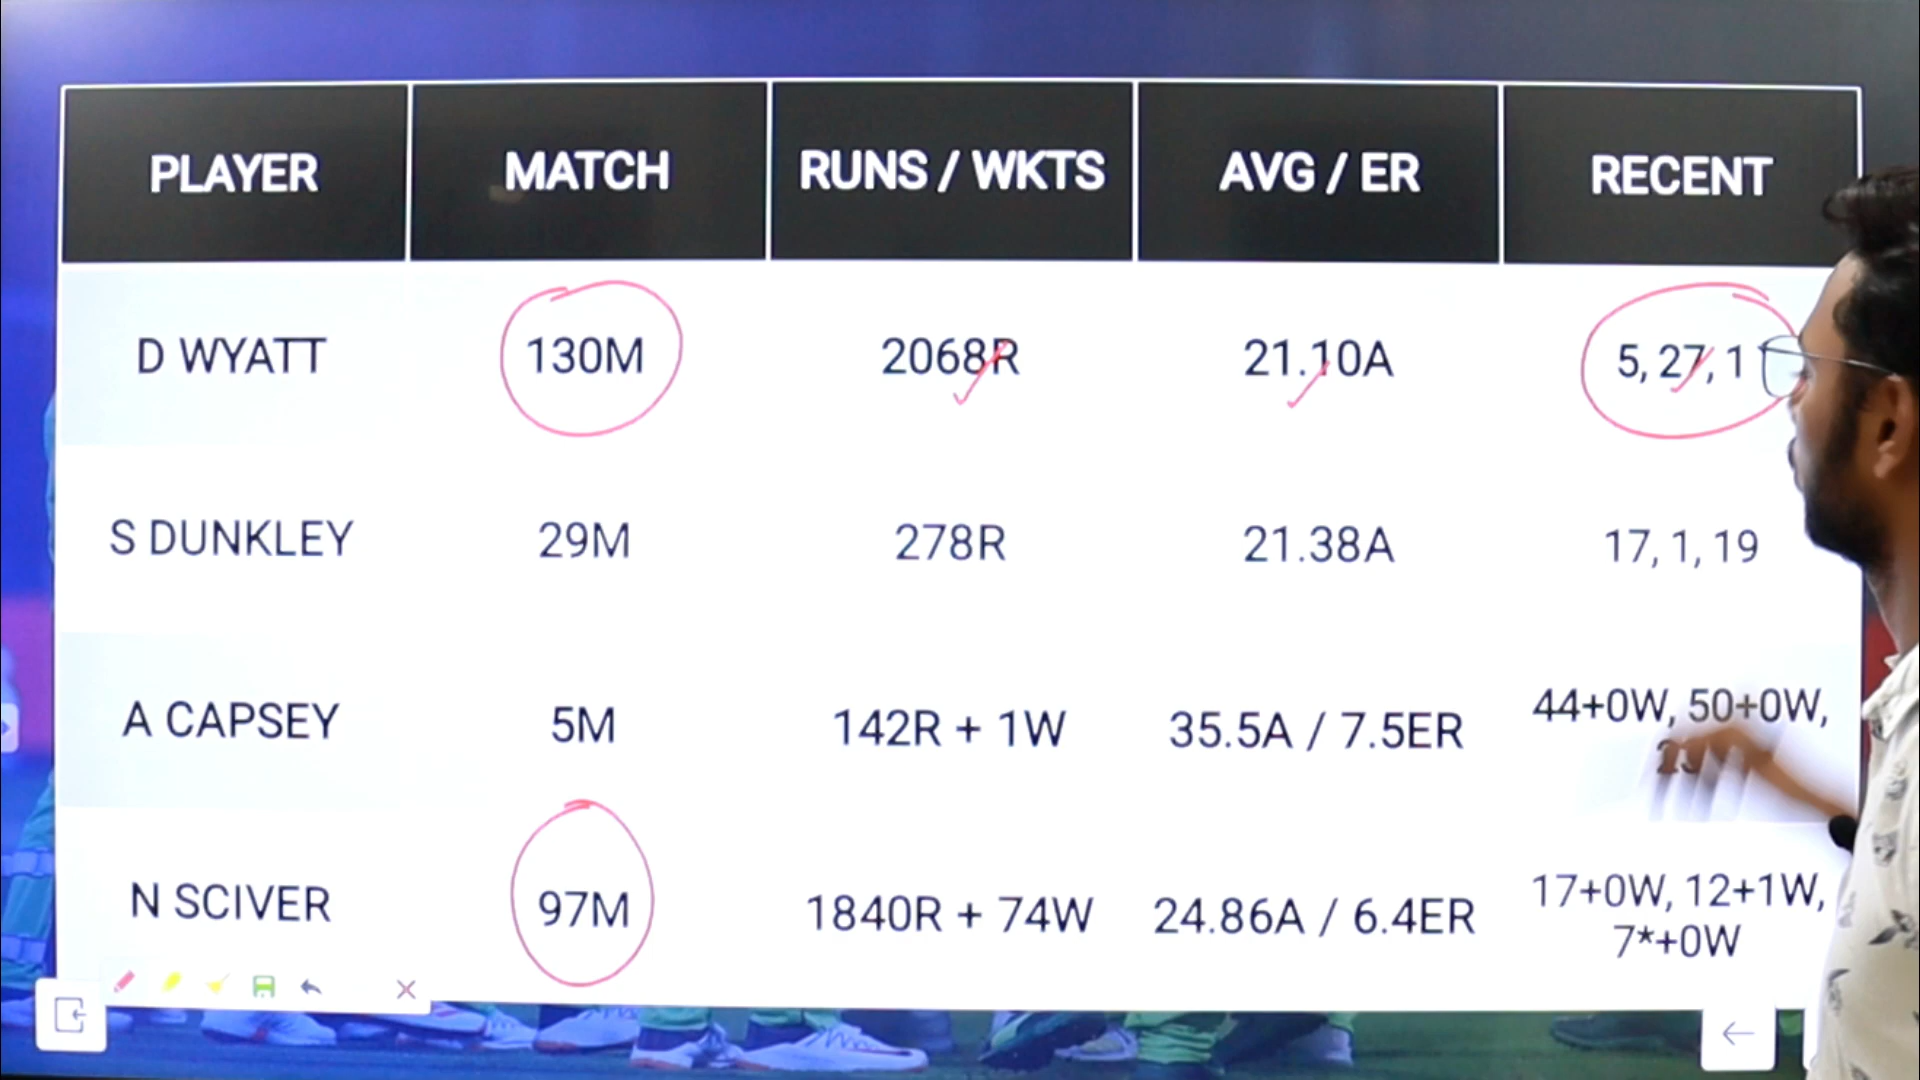 PLAYER MATCH RUNS / WKTS AVG / ER RECENT
D WYATT 130M 2068R 21.10A 5, 27, 1
S DUNKLEY 29M 278R 21.38A 17, 1, 19
A CAPSEY 5M 142R + 1W 35.5A / 7.5ER 44+0W, 50+0W,
N SCIVER 97M 1840R + 74W 24.86A / 6.4ER 17+0W, 12+1W,
7*+0W